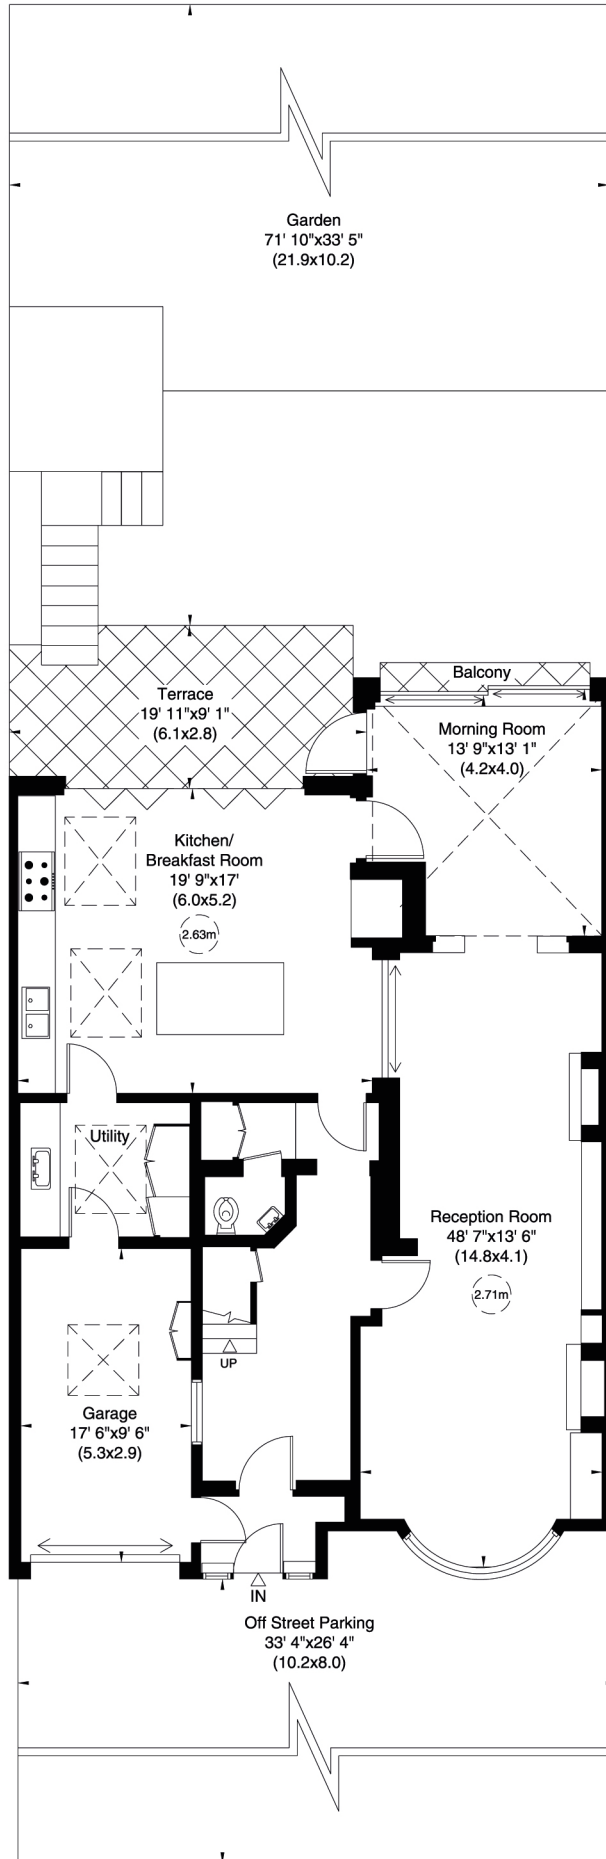 Garden
71' 10"x33' 5"
(21.9x10.2)
Balcony
Terrace
19' 11"x9' 1"
(6.1x2.8)
Morning Room
13' 9"x13' 1"
(4.2x4.0)
Kitchen/
Breakfast Room
19' 9"x17'
(6.0x5.2)
2.63m
Utility
Reception Room
48' 7"x13' 6"
(14.8x4.1)
2.71m
UP
Garage
17' 6"x9' 6"
(5.3x2.9)
IN
Off Street Parking
33' 4"x26' 4"
(10.2x8.0)